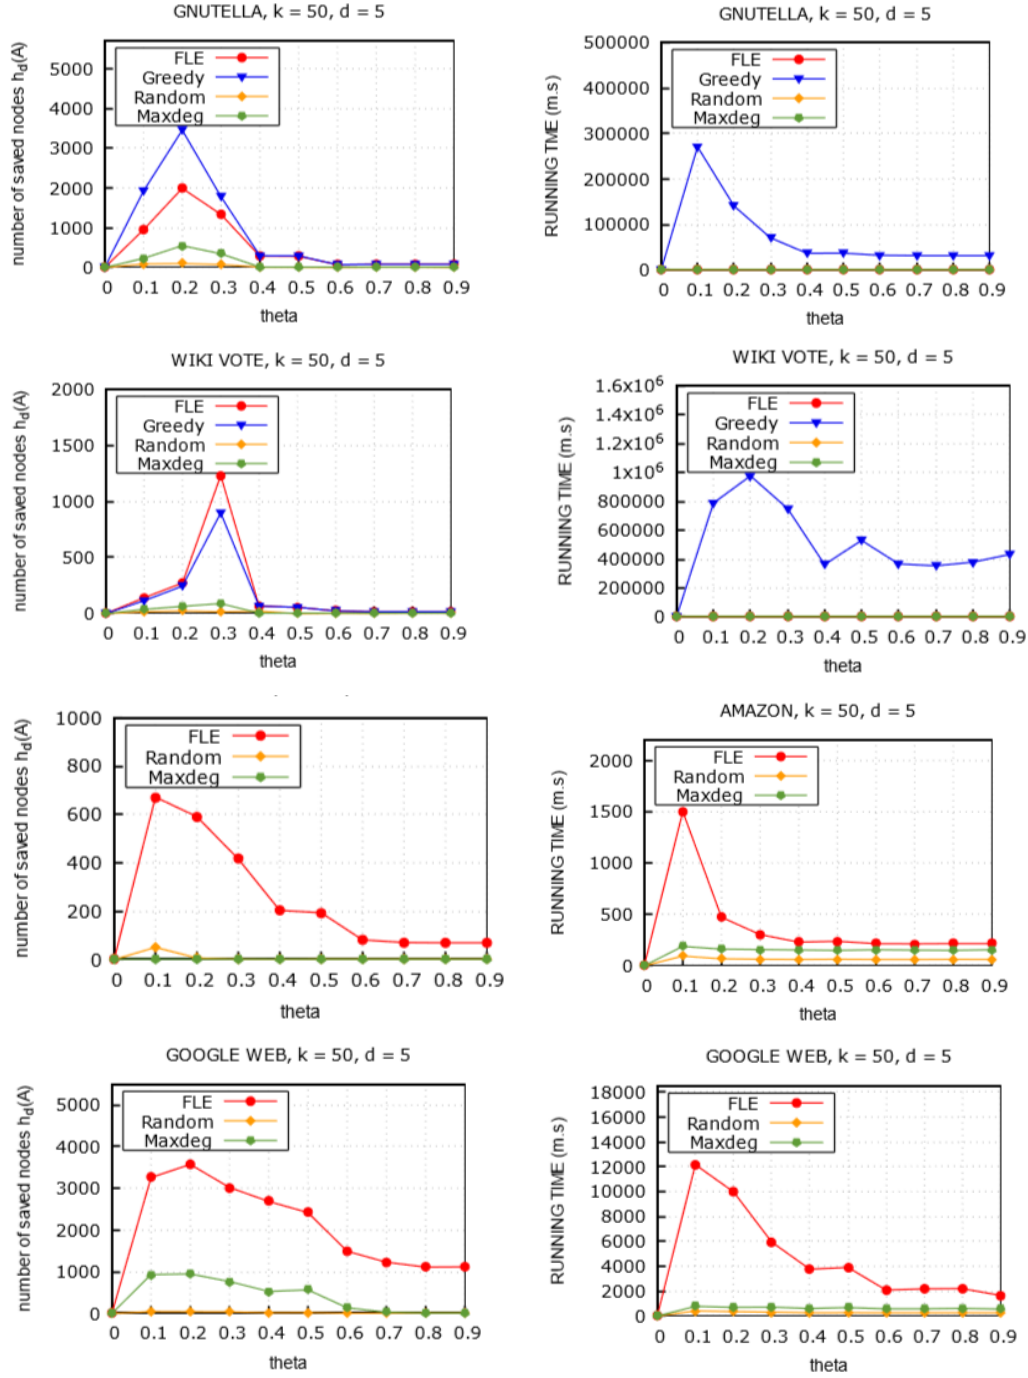 GNUTELLA, k = 50, d = 5
number of saved nodes h_d(A)
5000
4000
3000
2000
1000
0
FLE
Greedy
Random
Maxdeg
0 0.1 0.2 0.3 0.4 0.5 0.6 0.7 0.8 0.9
theta
GNUTELLA, k = 50, d = 5
RUNNING TME (m.s)
500000
400000
300000
200000
100000
0
FLE
Greedy
Random
Maxdeg
0 0.1 0.2 0.3 0.4 0.5 0.6 0.7 0.8 0.9
theta
WIKI VOTE, k = 50, d = 5
number of saved nodes h_d(A)
2000
1500
1000
500
0
FLE
Greedy
Random
Maxdeg
0 0.1 0.2 0.3 0.4 0.5 0.6 0.7 0.8 0.9
theta
WIKI VOTE, k = 50, d = 5
RUNNING TIME (m.s)
1.6x10^6
1.4x10^6
1.2x10^6
1x10^6
800000
600000
400000
200000
0
FLE
Greedy
Random
Maxdeg
0 0.1 0.2 0.3 0.4 0.5 0.6 0.7 0.8 0.9
theta
number of saved nodes h_d(A)
1000
800
600
400
200
0
FLE
Random
Maxdeg
0 0.1 0.2 0.3 0.4 0.5 0.6 0.7 0.8 0.9
theta
AMAZON, k = 50, d = 5
RUNNING TIME (m.s)
2000
1500
1000
500
0
FLE
Random
Maxdeg
0 0.1 0.2 0.3 0.4 0.5 0.6 0.7 0.8 0.9
theta
GOOGLE WEB, k = 50, d = 5
number of saved nodes h_d(A)
5000
4000
3000
2000
1000
0
FLE
Random
Maxdeg
0 0.1 0.2 0.3 0.4 0.5 0.6 0.7 0.8 0.9
theta
GOOGLE WEB, k = 50, d = 5
RUNNING TIME (m.s)
18000
16000
14000
12000
10000
8000
6000
4000
2000
0
FLE
Random
Maxdeg
0 0.1 0.2 0.3 0.4 0.5 0.6 0.7 0.8 0.9
theta